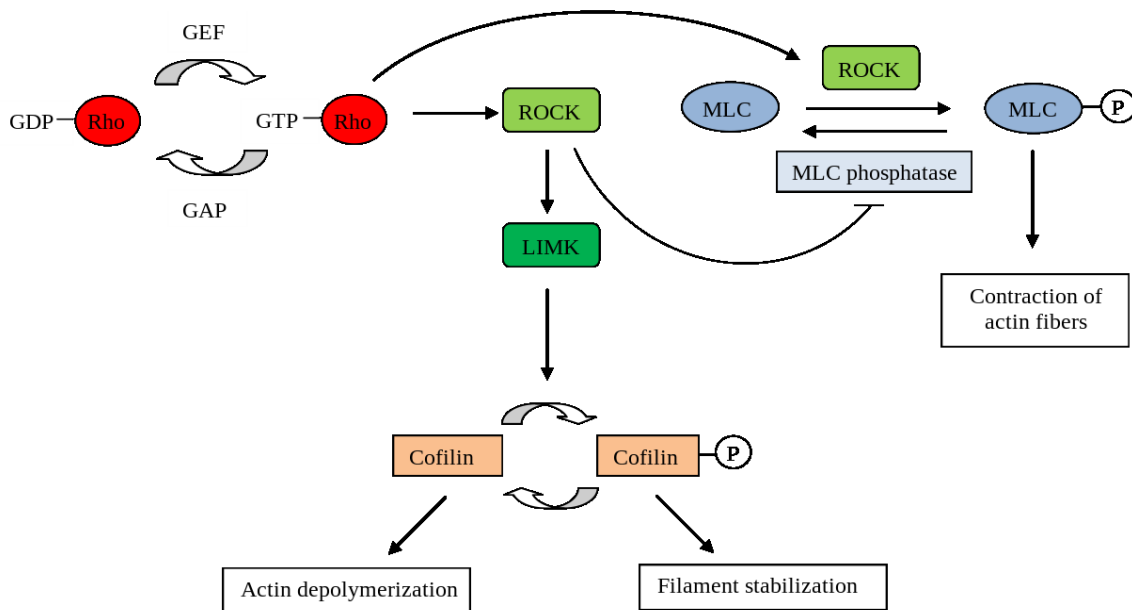 GEF
GDP
Rho
GTP
Rho
GAP
ROCK
ROCK
MLC
MLC
P
MLC phosphatase
LIMK
Contraction of
actin fibers
Cofilin
Cofilin
P
Actin depolymerization
Filament stabilization